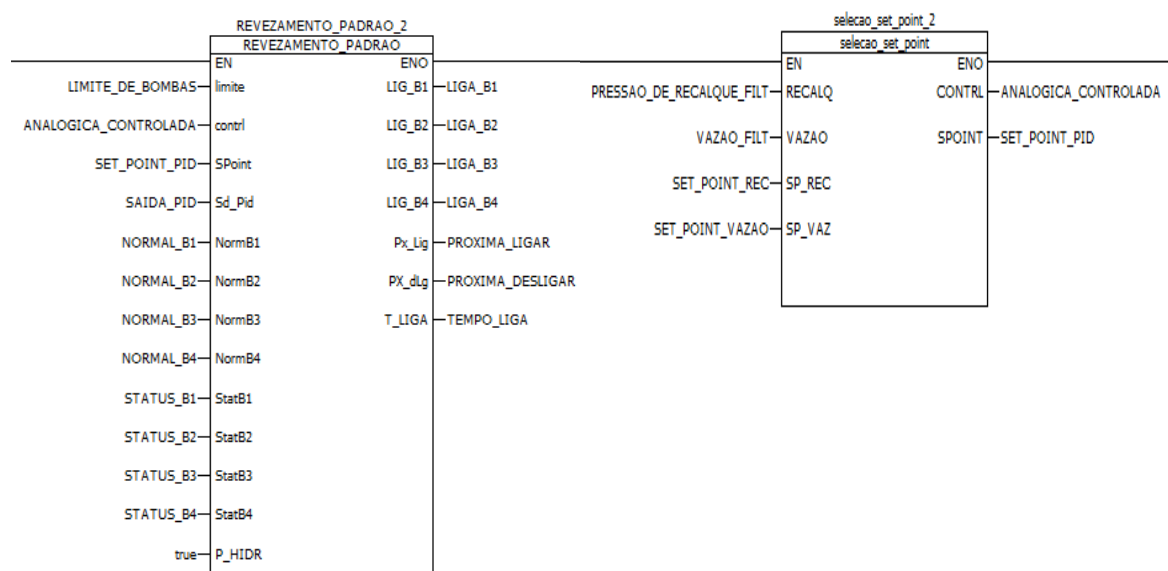 REVEZAMENTO_PADRAO_2
REVEZAMENTO_PADRAO
EN ENO
LIMITE_DE_BOMBAS limite LIG_B1 LIGA_B1
ANALOGICA_CONTROLADA contrl LIG_B2 LIGA_B2
SET_POINT_PID SPoint LIG_B3 LIGA_B3
SAIDA_PID Sd_Pid LIG_B4 LIGA_B4
NORMAL_B1 NormB1 Px_Lig PROXIMA_LIGAR
NORMAL_B2 NormB2 PX_dLg PROXIMA_DESLIGAR
NORMAL_B3 NormB3 T_LIGA TEMPO_LIGA
NORMAL_B4 NormB4
STATUS_B1 StatB1
STATUS_B2 StatB2
STATUS_B3 StatB3
STATUS_B4 StatB4
true P_HIDR
selecao_set_point_2
selecao_set_point
EN ENO
PRESSAO_DE_RECALQUE_FILT RECALQ CONTRL ANALOGICA_CONTROLADA
VAZAO_FILT VAZAO SPOINT SET_POINT_PID
SET_POINT_REC SP_REC
SET_POINT_VAZAO SP_VAZ